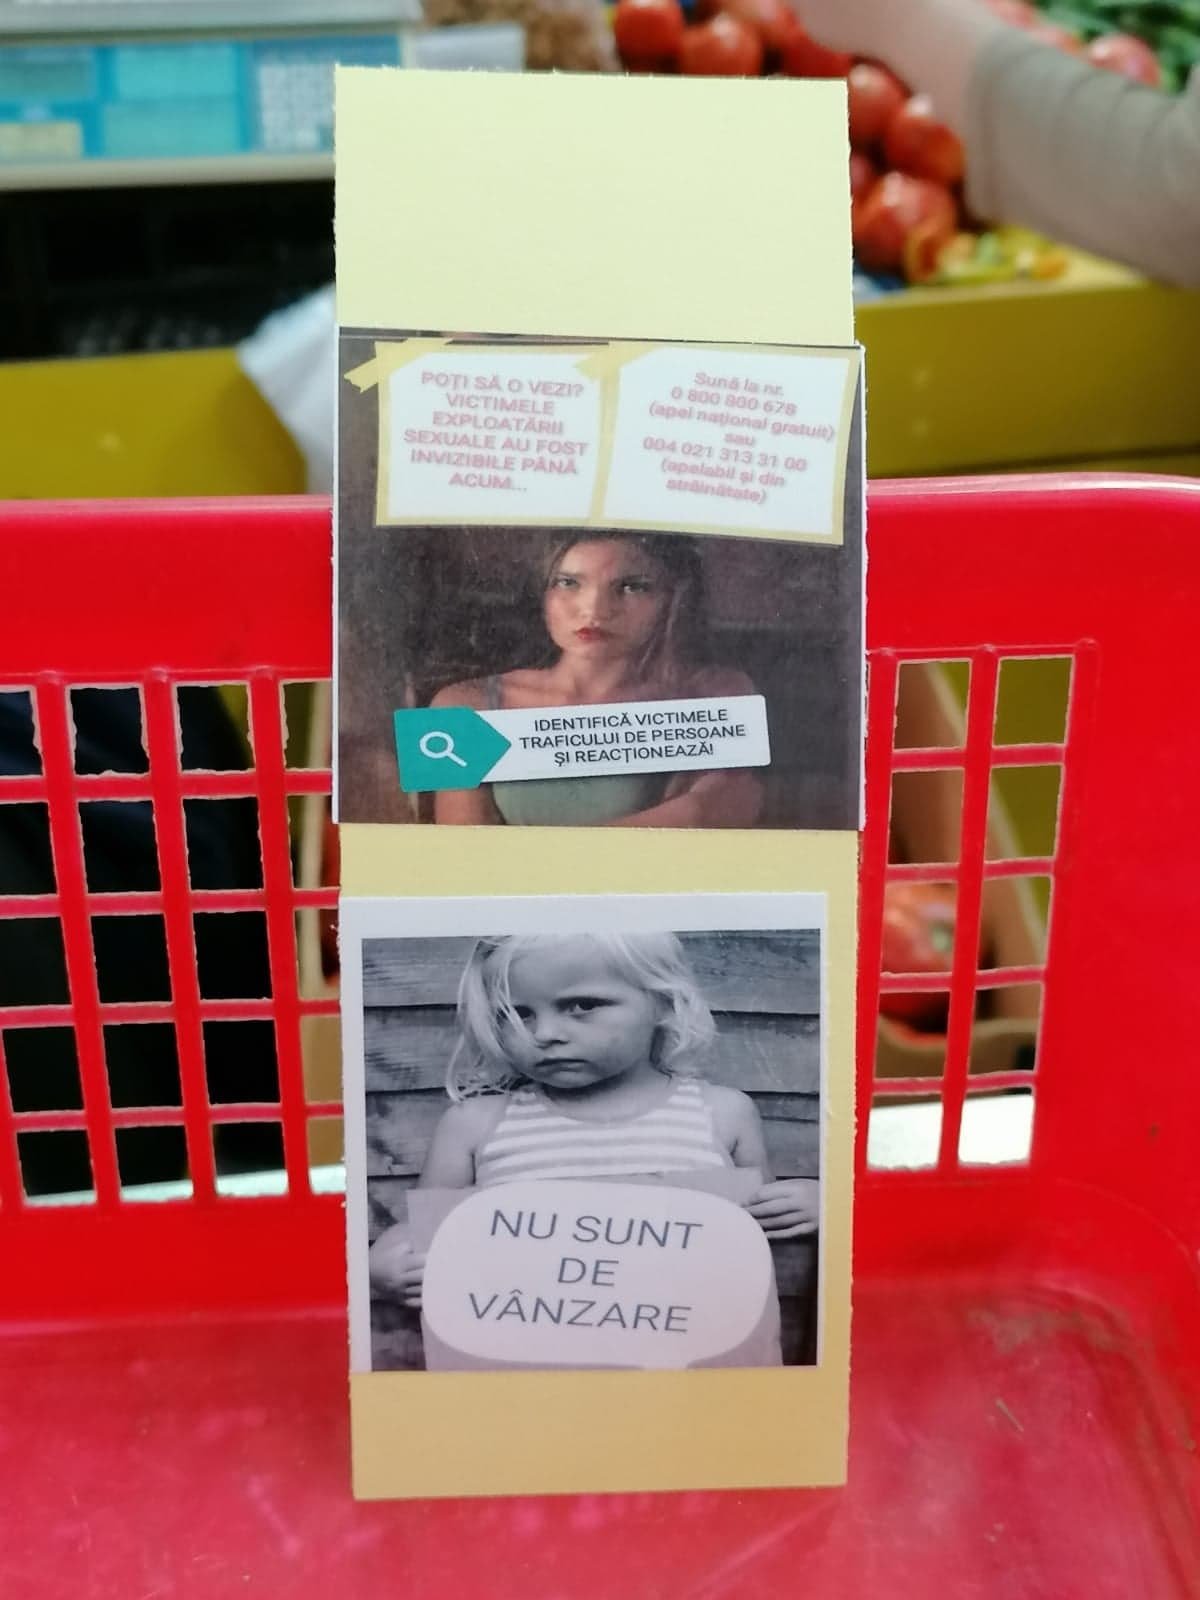 POȚI SĂ O VEZI?
VICTIMELE
EXPLOATĂRII
SEXUALE AU FOST
INVIZIBILE PÂNĂ
ACUM...
Sună la nr.
0 800 800 678
(apel național gratuit)
sau
004 021 313 31 00
(apelabil și din
străinătate)
IDENTIFICĂ VICTIMELE
TRAFICULUI DE PERSOANE
ȘI REACȚIONEAZĂ!
NU SUNT
DE
VÂNZARE